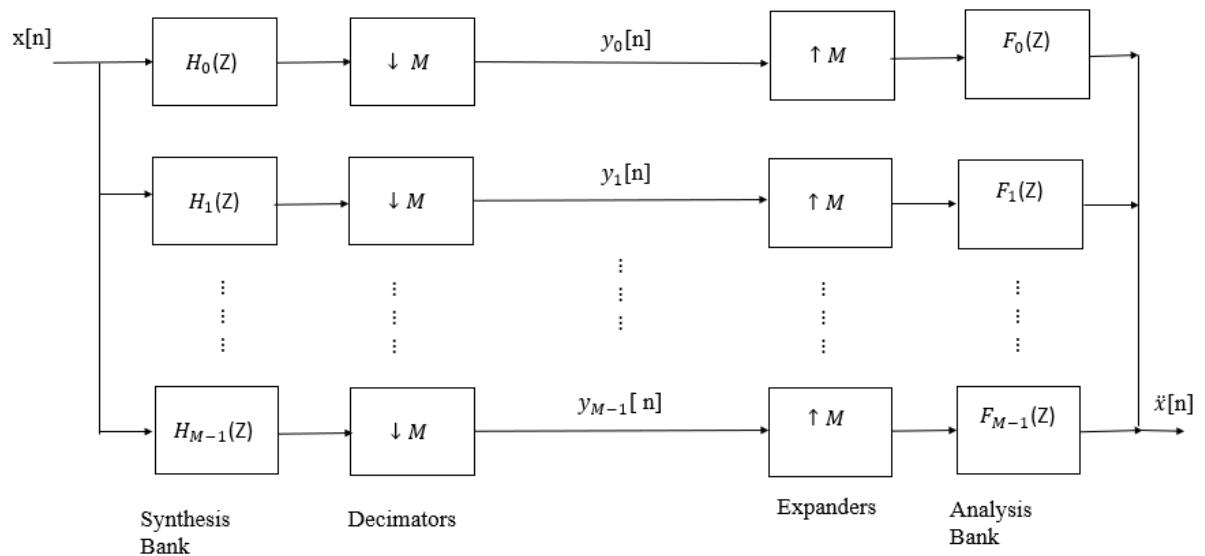 x[n] H₀(Z) ↓ M y₀[n] ↑ M F₀(Z)
H₁(Z) ↓ M y₁[n] ↑ M F₁(Z)
⋮ ⋮ ⋮ ⋮ ⋮
H_{M−1}(Z) ↓ M y_{M−1}[ n] ↑ M F_{M−1}(Z) ẍ[n]
Synthesis Bank Decimators Expanders Analysis Bank